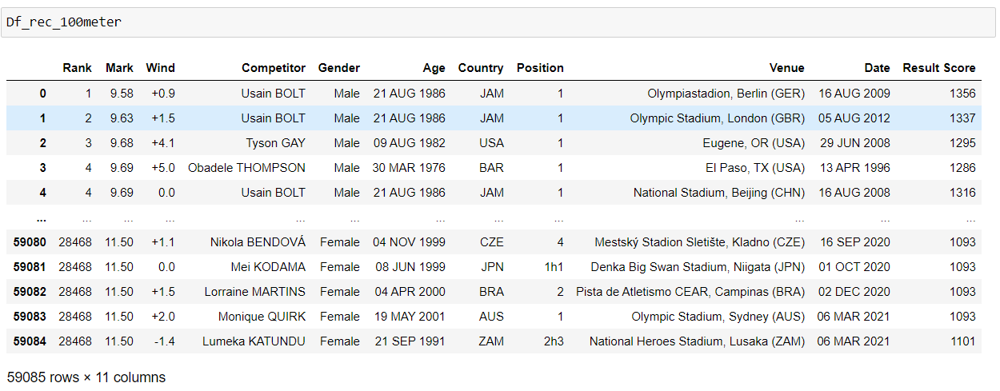 Df_rec_100meter
Rank Mark Wind Competitor Gender Age Country Position Venue Date Result Score
0 1 9.58 +0.9 Usain BOLT Male 21 AUG 1986 JAM 1 Olympiastadion, Berlin (GER) 16 AUG 2009 1356
1 2 9.63 +1.5 Usain BOLT Male 21 AUG 1986 JAM 1 Olympic Stadium, London (GBR) 05 AUG 2012 1337
2 3 9.68 +4.1 Tyson GAY Male 09 AUG 1982 USA 1 Eugene, OR (USA) 29 JUN 2008 1295
3 4 9.69 +5.0 Obadele THOMPSON Male 30 MAR 1976 BAR 1 El Paso, TX (USA) 13 APR 1996 1286
4 4 9.69 0.0 Usain BOLT Male 21 AUG 1986 JAM 1 National Stadium, Beijing (CHN) 16 AUG 2008 1316
... ... ... ... ... ... ... ... ... ... ... ...
59080 28468 11.50 +1.1 Nikola BENDOVÁ Female 04 NOV 1999 CZE 4 Mestský Stadion Sletište, Kladno (CZE) 16 SEP 2020 1093
59081 28468 11.50 0.0 Mei KODAMA Female 08 JUN 1999 JPN 1h1 Denka Big Swan Stadium, Niigata (JPN) 01 OCT 2020 1093
59082 28468 11.50 +1.5 Lorraine MARTINS Female 04 APR 2000 BRA 2 Pista de Atletismo CEAR, Campinas (BRA) 02 DEC 2020 1093
59083 28468 11.50 +2.0 Monique QUIRK Female 19 MAY 2001 AUS 1 Olympic Stadium, Sydney (AUS) 06 MAR 2021 1093
59084 28468 11.50 -1.4 Lumeka KATUNDU Female 21 SEP 1991 ZAM 2h3 National Heroes Stadium, Lusaka (ZAM) 06 MAR 2021 1101
59085 rows × 11 columns